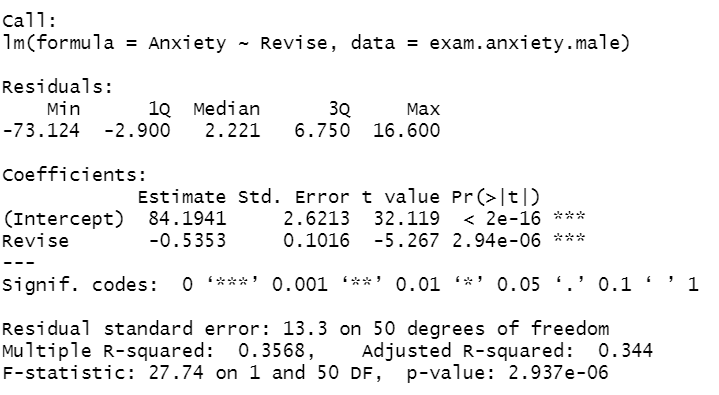 Call:
lm(formula = Anxiety ~ Revise, data = exam.anxiety.male)
Residuals:
    Min      1Q  Median      3Q     Max
-73.124  -2.900   2.221   6.750  16.600
Coefficients:
            Estimate Std. Error t value Pr(>|t|)
(Intercept)  84.1941     2.6213  32.119  < 2e-16 ***
Revise       -0.5353     0.1016  -5.267 2.94e-06 ***
---
Signif. codes:  0 ‘***’ 0.001 ‘**’ 0.01 ‘*’ 0.05 ‘.’ 0.1 ‘ ’ 1
Residual standard error: 13.3 on 50 degrees of freedom
Multiple R-squared:  0.3568,    Adjusted R-squared:  0.344
F-statistic: 27.74 on 1 and 50 DF,  p-value: 2.937e-06